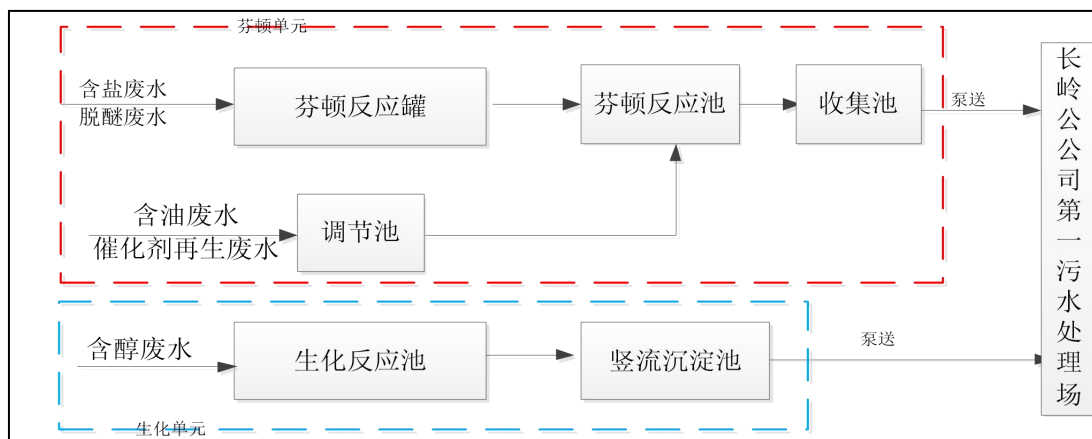 芬顿单元
含盐废水
脱醚废水
芬顿反应罐
芬顿反应池
收集池
泵送
含油废水
催化剂再生废水
调节池
含醇废水
生化反应池
竖流沉淀池
泵送
生化单元
长岭公公司第一污水处理场